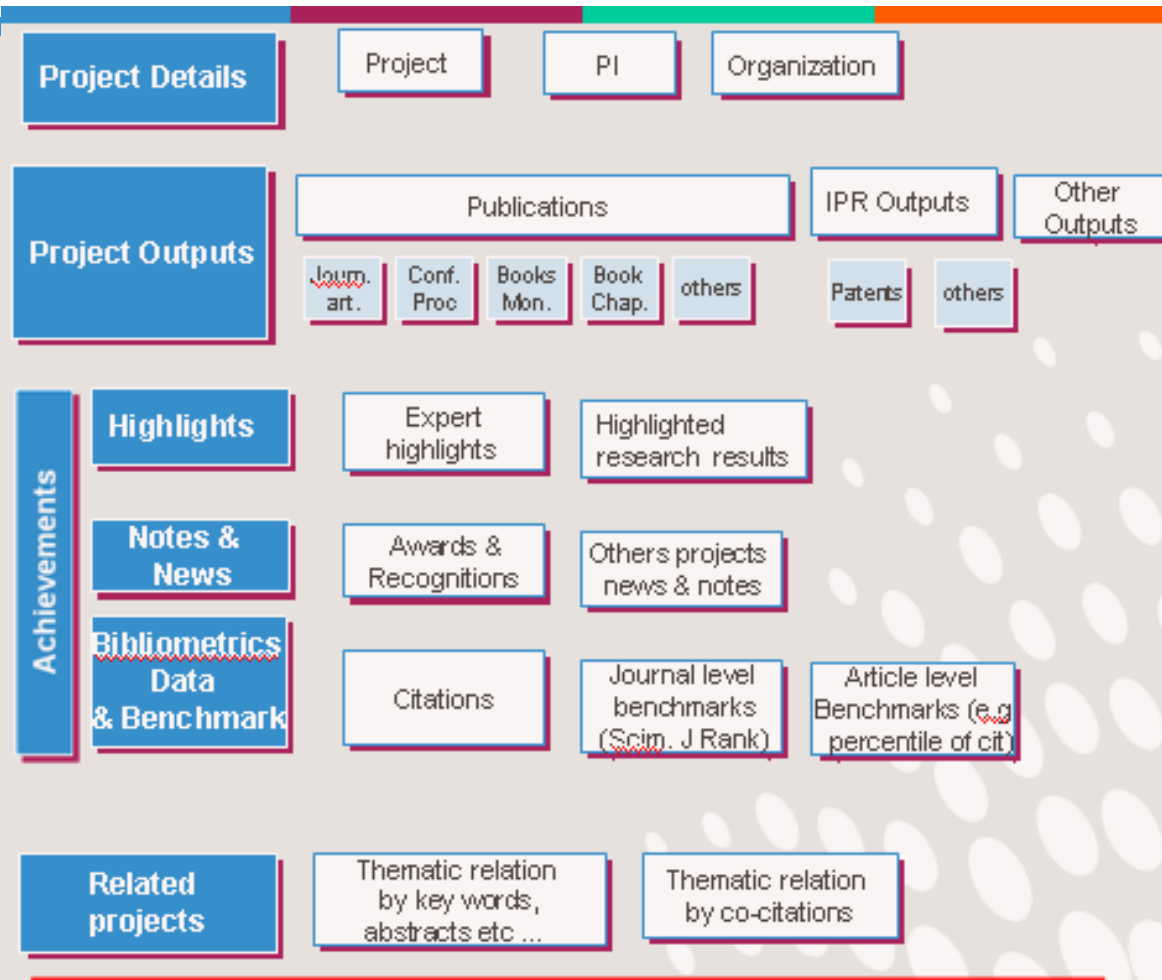 Project Details
Project
PI
Organization
Project Outputs
Publications
IPR Outputs
Other
Outputs
Journ.
art.
Conf.
Proc
Books
Mon.
Book
Chap.
others
Patents
others
Achievements
Highlights
Expert
highlights
Highlighted
research results
Notes &
News
Awards &
Recognitions
Others projects
news & notes
Bibliometrics
Data
& Benchmark
Citations
Journal level
benchmarks
(Scim. J Rank)
Article level
Benchmarks (e.g
percentile of cit)
Related
projects
Thematic relation
by key words,
abstracts etc ...
Thematic relation
by co-citations